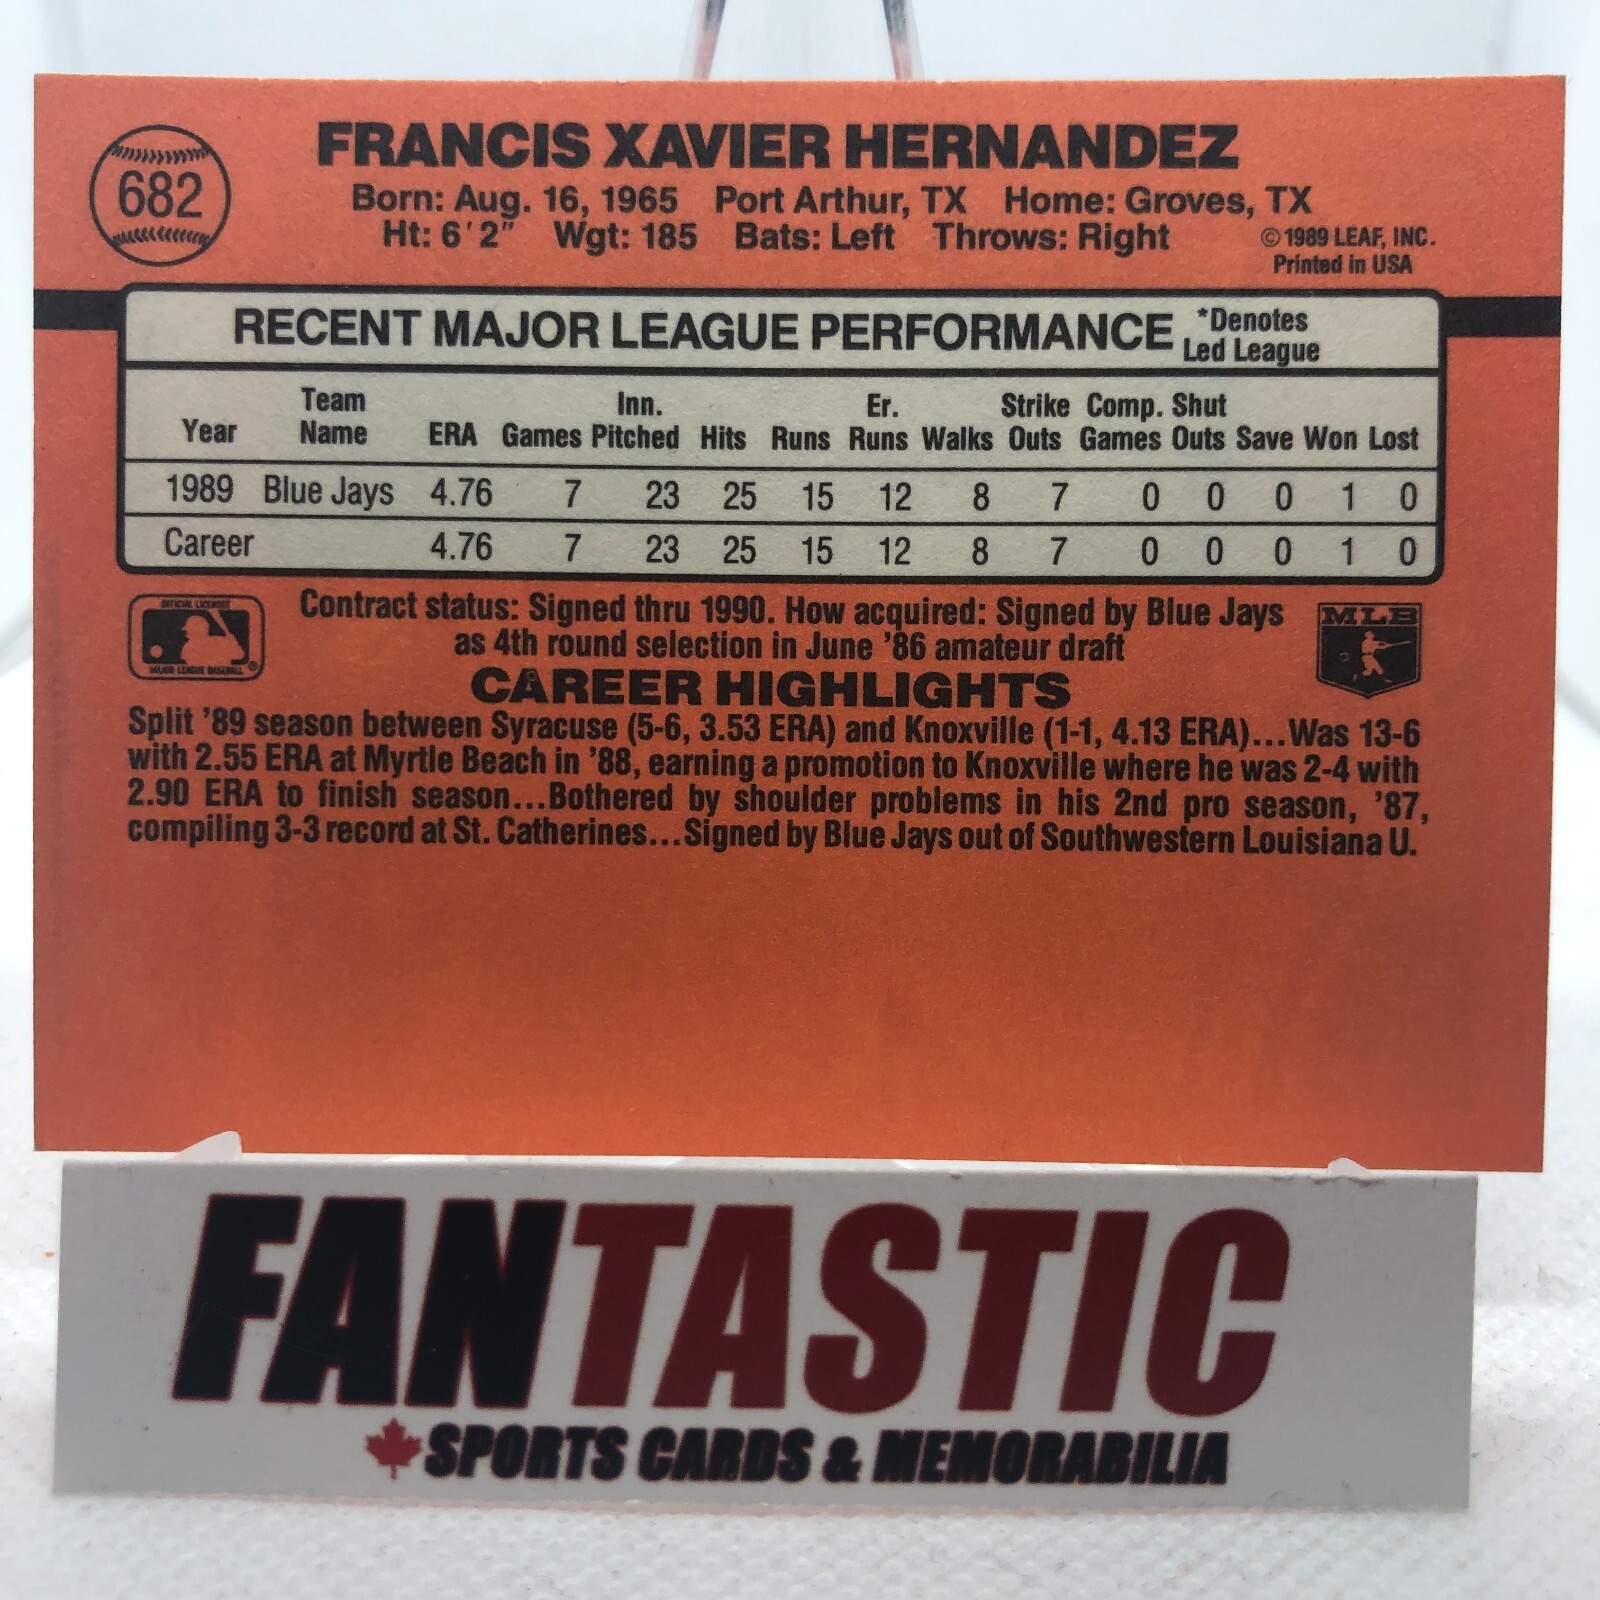 682
FRANCIS XAVIER HERNANDEZ
Born: Aug. 16, 1965 Port Arthur, TX Home: Groves, TX
Ht: 6'2" Wgt: 185 Bats: Left Throws: Right
© 1989 LEAF, INC.
Printed in USA
RECENT MAJOR LEAGUE PERFORMANCE *Denotes Led League
Year Team Name ERA Games Inn. Pitched Hits Runs Er. Runs Walks Strike Outs Comp. Games Shut Outs Save Won Lost
1989 Blue Jays 4.76 7 23 25 15 12 8 7 0 0 0 1 0
Career 4.76 7 23 25 15 12 8 7 0 0 0 1 0
OFFICIAL LICENSEE
MAJOR LEAGUE BASEBALL ®
Contract status: Signed thru 1990. How acquired: Signed by Blue Jays
as 4th round selection in June '86 amateur draft
MLB
CAREER HIGHLIGHTS
Split '89 season between Syracuse (5-6, 3.53 ERA) and Knoxville (1-1, 4.13 ERA)...Was 13-6
with 2.55 ERA at Myrtle Beach in '88, earning a promotion to Knoxville where he was 2-4 with
2.90 ERA to finish season...Bothered by shoulder problems in his 2nd pro season, '87,
compiling 3-3 record at St. Catherines...Signed by Blue Jays out of Southwestern Louisiana U.
FANTASTIC
SPORTS CARDS & MEMORABILIA